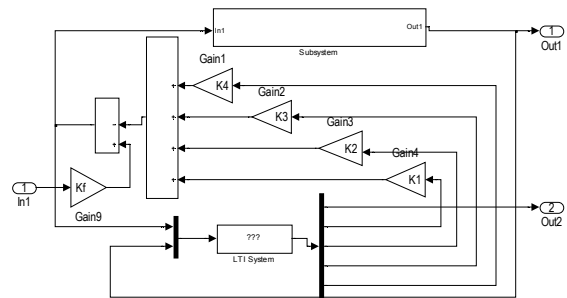 In1
Out1
Subsystem
1
Out1
Gain1
K4
Gain2
K3
Gain3
K2
Gain4
K1
-
+
+
+
+
+
1
In1
Kf
Gain9
???
LTI System
2
Out2